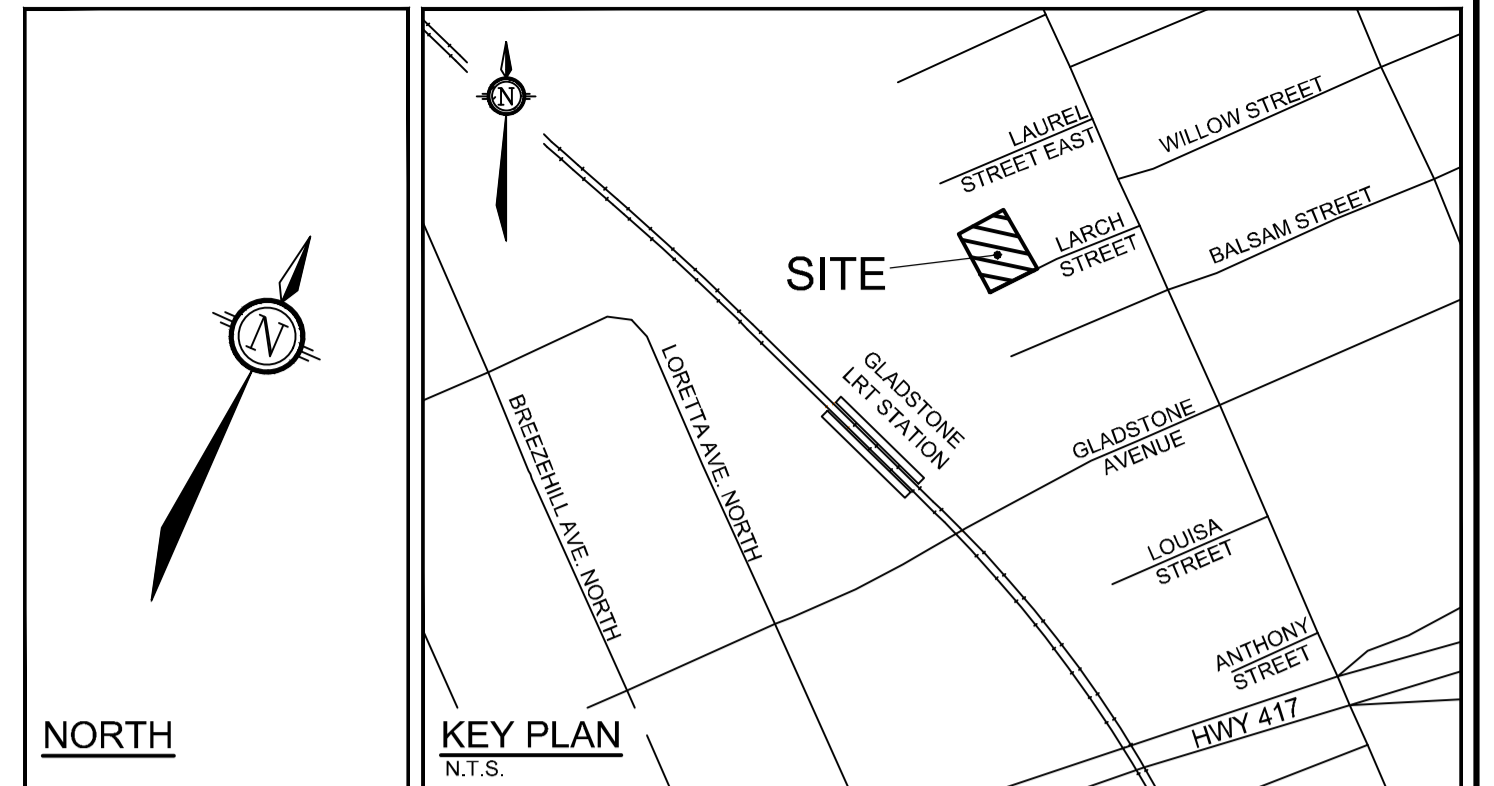 N
NORTH
N
LAUREL
STREET EAST
WILLOW STREET
LARCH
STREET
BALSAM STREET
SITE
GLADSTONE
LRT STATION
LORETTA AVE. NORTH
BREEZEHILL AVE. NORTH
GLADSTONE
AVENUE
LOUISA
STREET
ANTHONY
STREET
HWY 417
KEY PLAN
N.T.S.